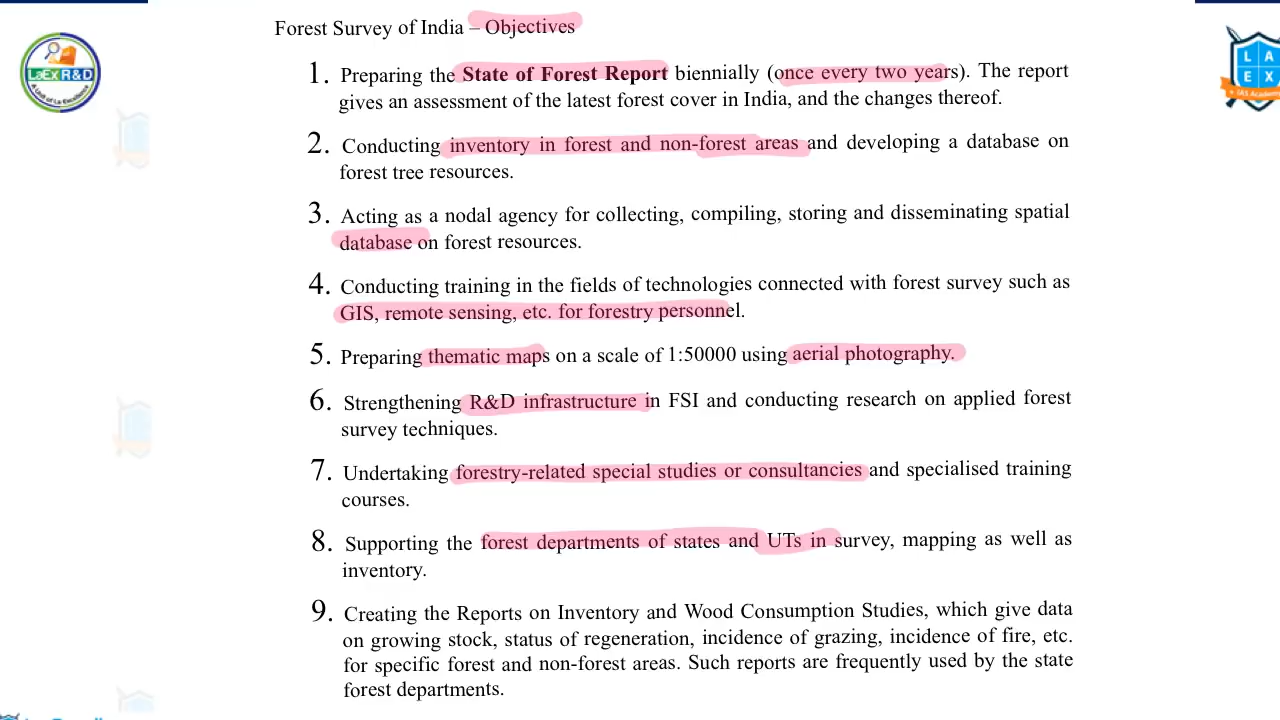 Forest Survey of India – Objectives
LaEx R&D
A Unit of La Excellence
L A
E X
IAS Academy
1. Preparing the State of Forest Report biennially (once every two years). The report
gives an assessment of the latest forest cover in India, and the changes thereof.
2. Conducting inventory in forest and non-forest areas and developing a database on
forest tree resources.
3. Acting as a nodal agency for collecting, compiling, storing and disseminating spatial
database on forest resources.
4. Conducting training in the fields of technologies connected with forest survey such as
GIS, remote sensing, etc. for forestry personnel.
5. Preparing thematic maps on a scale of 1:50000 using aerial photography.
6. Strengthening R&D infrastructure in FSI and conducting research on applied forest
survey techniques.
7. Undertaking forestry-related special studies or consultancies and specialised training
courses.
8. Supporting the forest departments of states and UTs in survey, mapping as well as
inventory.
9. Creating the Reports on Inventory and Wood Consumption Studies, which give data
on growing stock, status of regeneration, incidence of grazing, incidence of fire, etc.
for specific forest and non-forest areas. Such reports are frequently used by the state
forest departments.